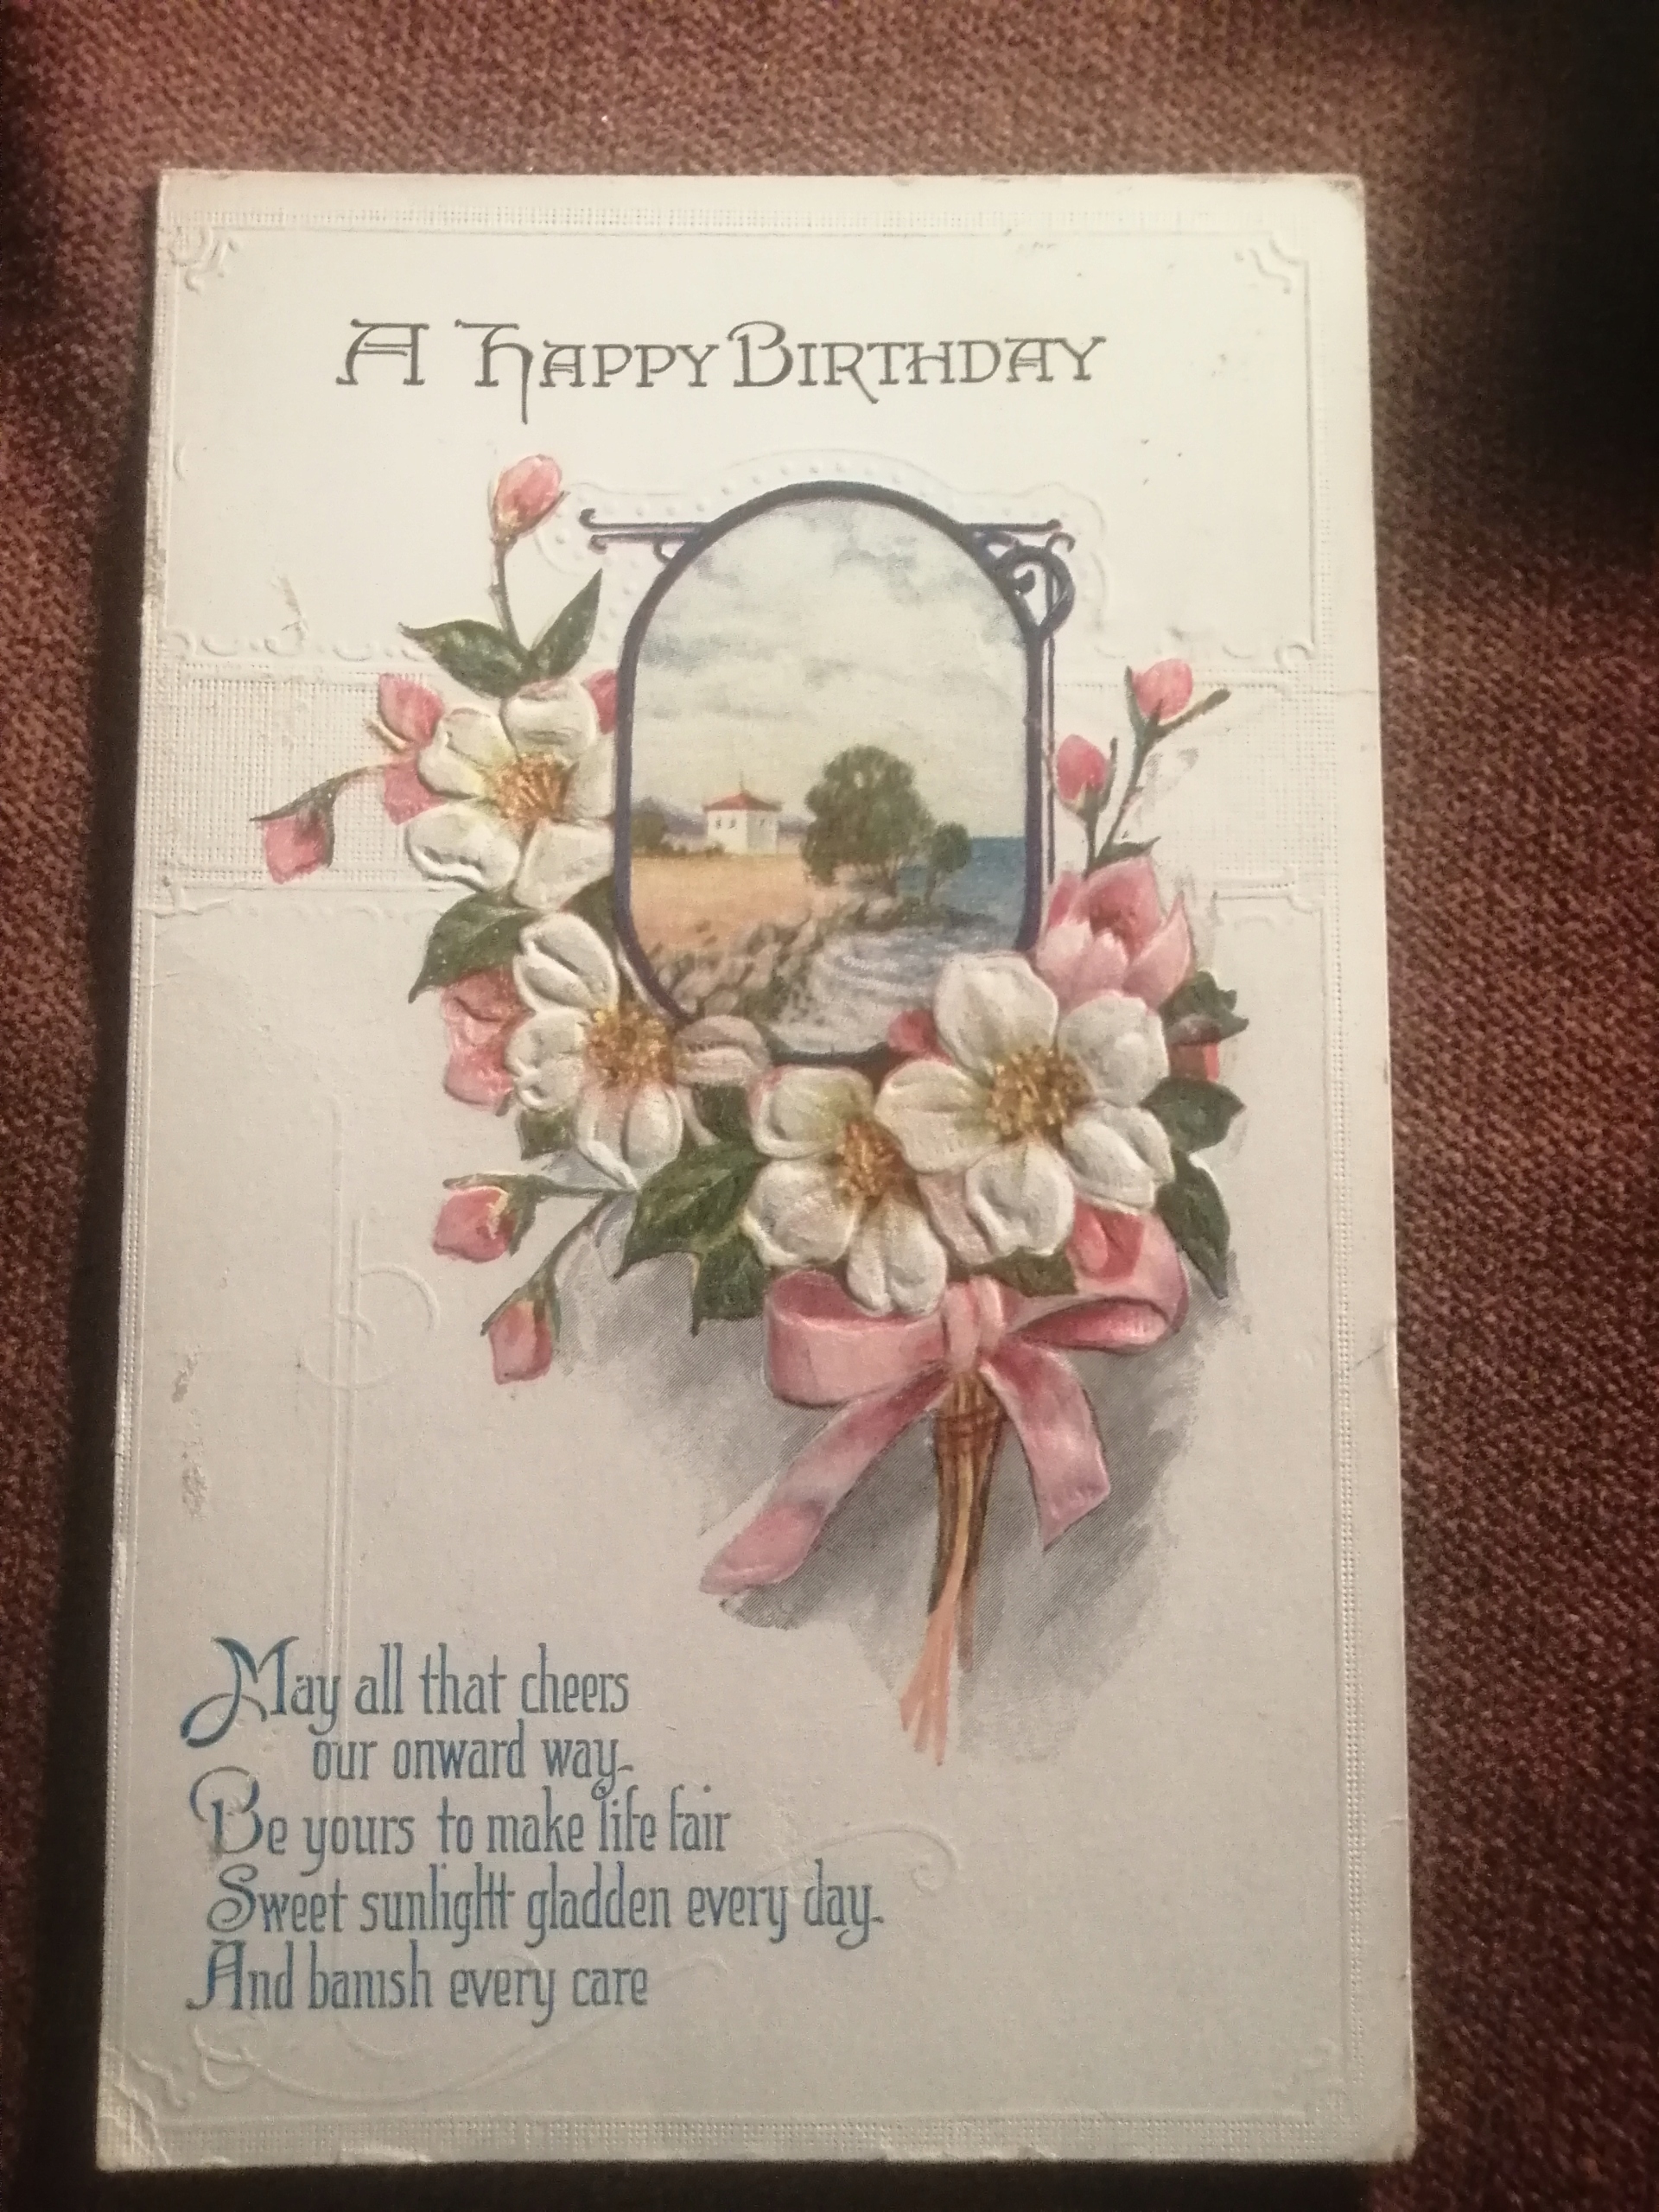 A HAPPY BIRTHDAY
May all that cheers
our onward way-
Be yours to make life fair
Sweet sunlight gladden every day-
And banish every care